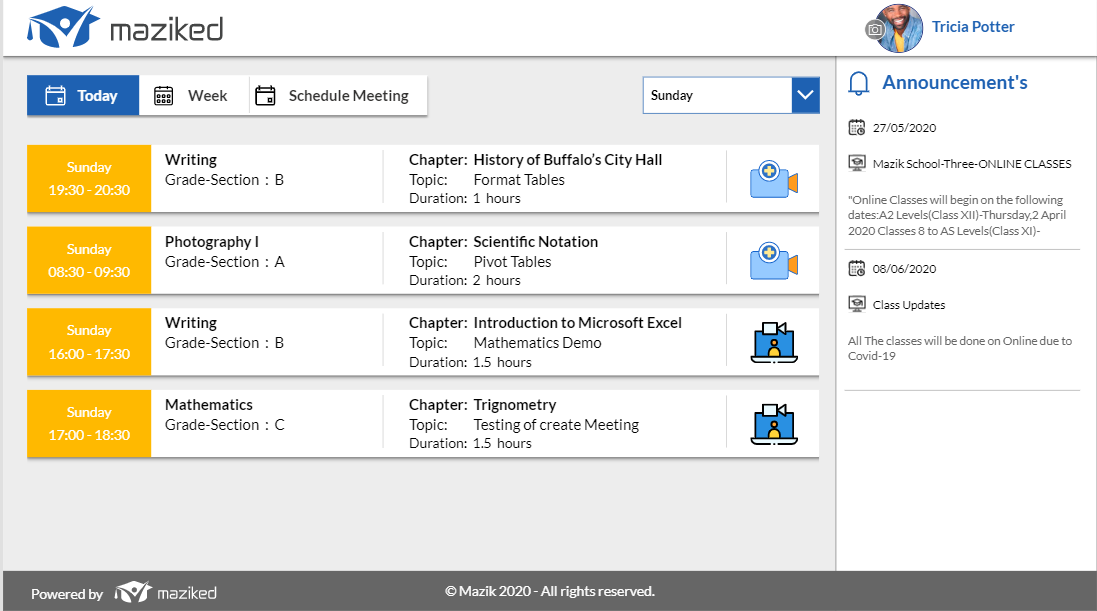 maziked
Tricia Potter
Today
Week
Schedule Meeting
Sunday
Sunday
19:30 - 20:30
Writing
Grade-Section : B
Chapter: History of Buffalo's City Hall
Topic: Format Tables
Duration: 1 hours
Sunday
08:30 - 09:30
Photography I
Grade-Section : A
Chapter: Scientific Notation
Topic: Pivot Tables
Duration: 2 hours
Sunday
16:00 - 17:30
Writing
Grade-Section : B
Chapter: Introduction to Microsoft Excel
Topic: Mathematics Demo
Duration: 1.5 hours
Sunday
17:00 - 18:30
Mathematics
Grade-Section : C
Chapter: Trignometry
Topic: Testing of create Meeting
Duration: 1.5 hours
Announcement's
27/05/2020
Mazik School-Three-ONLINE CLASSES
"Online Classes will begin on the following
dates:A2 Levels(Class XII)-Thursday,2 April
2020 Classes 8 to AS Levels(Class XI)-
08/06/2020
Class Updates
All The classes will be done on Online due to
Covid-19
Powered by maziked
© Mazik 2020 - All rights reserved.